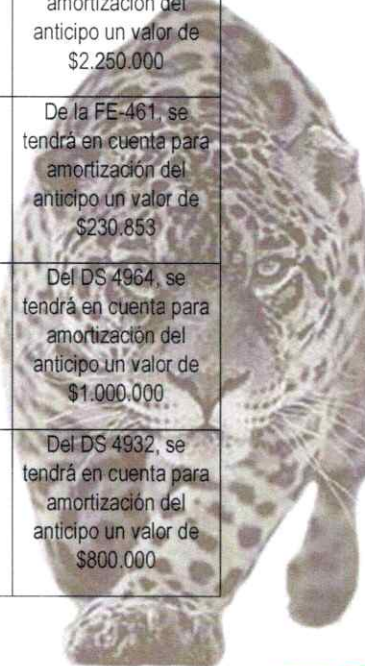 amortización del
anticipo un valor de
$2.250.000
De la FE-461, se
tendrá en cuenta para
amortización del
anticipo un valor de
$230.853
Del DS 4964, se
tendrá en cuenta para
amortización del
anticipo un valor de
$1.000.000
Del DS 4932, se
tendrá en cuenta para
amortización del
anticipo un valor de
$800.000